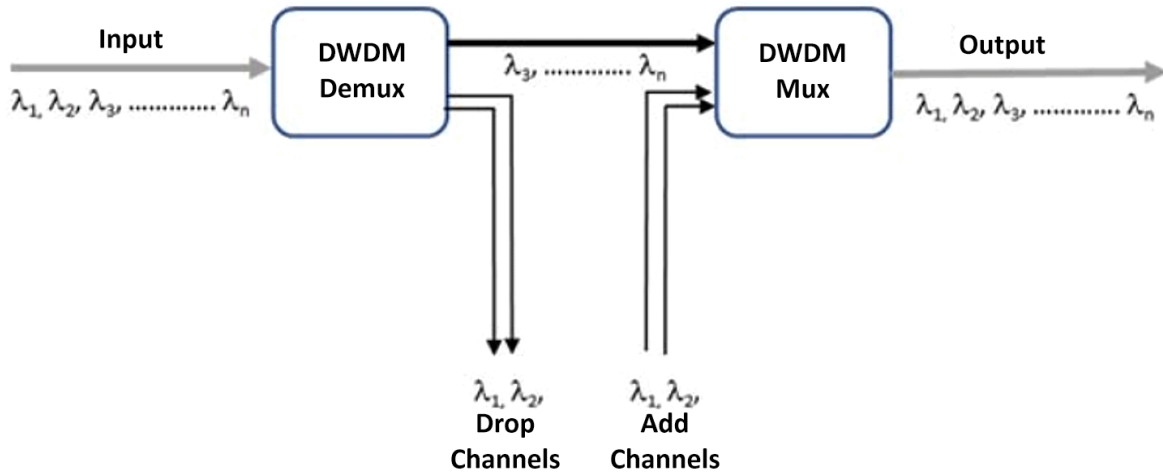 Input
λ1, λ2, λ3, ............. λn
DWDM
Demux
λ3, ............. λn
DWDM
Mux
Output
λ1, λ2, λ3, ............. λn
λ1, λ2,
Drop
Channels
λ1, λ2,
Add
Channels